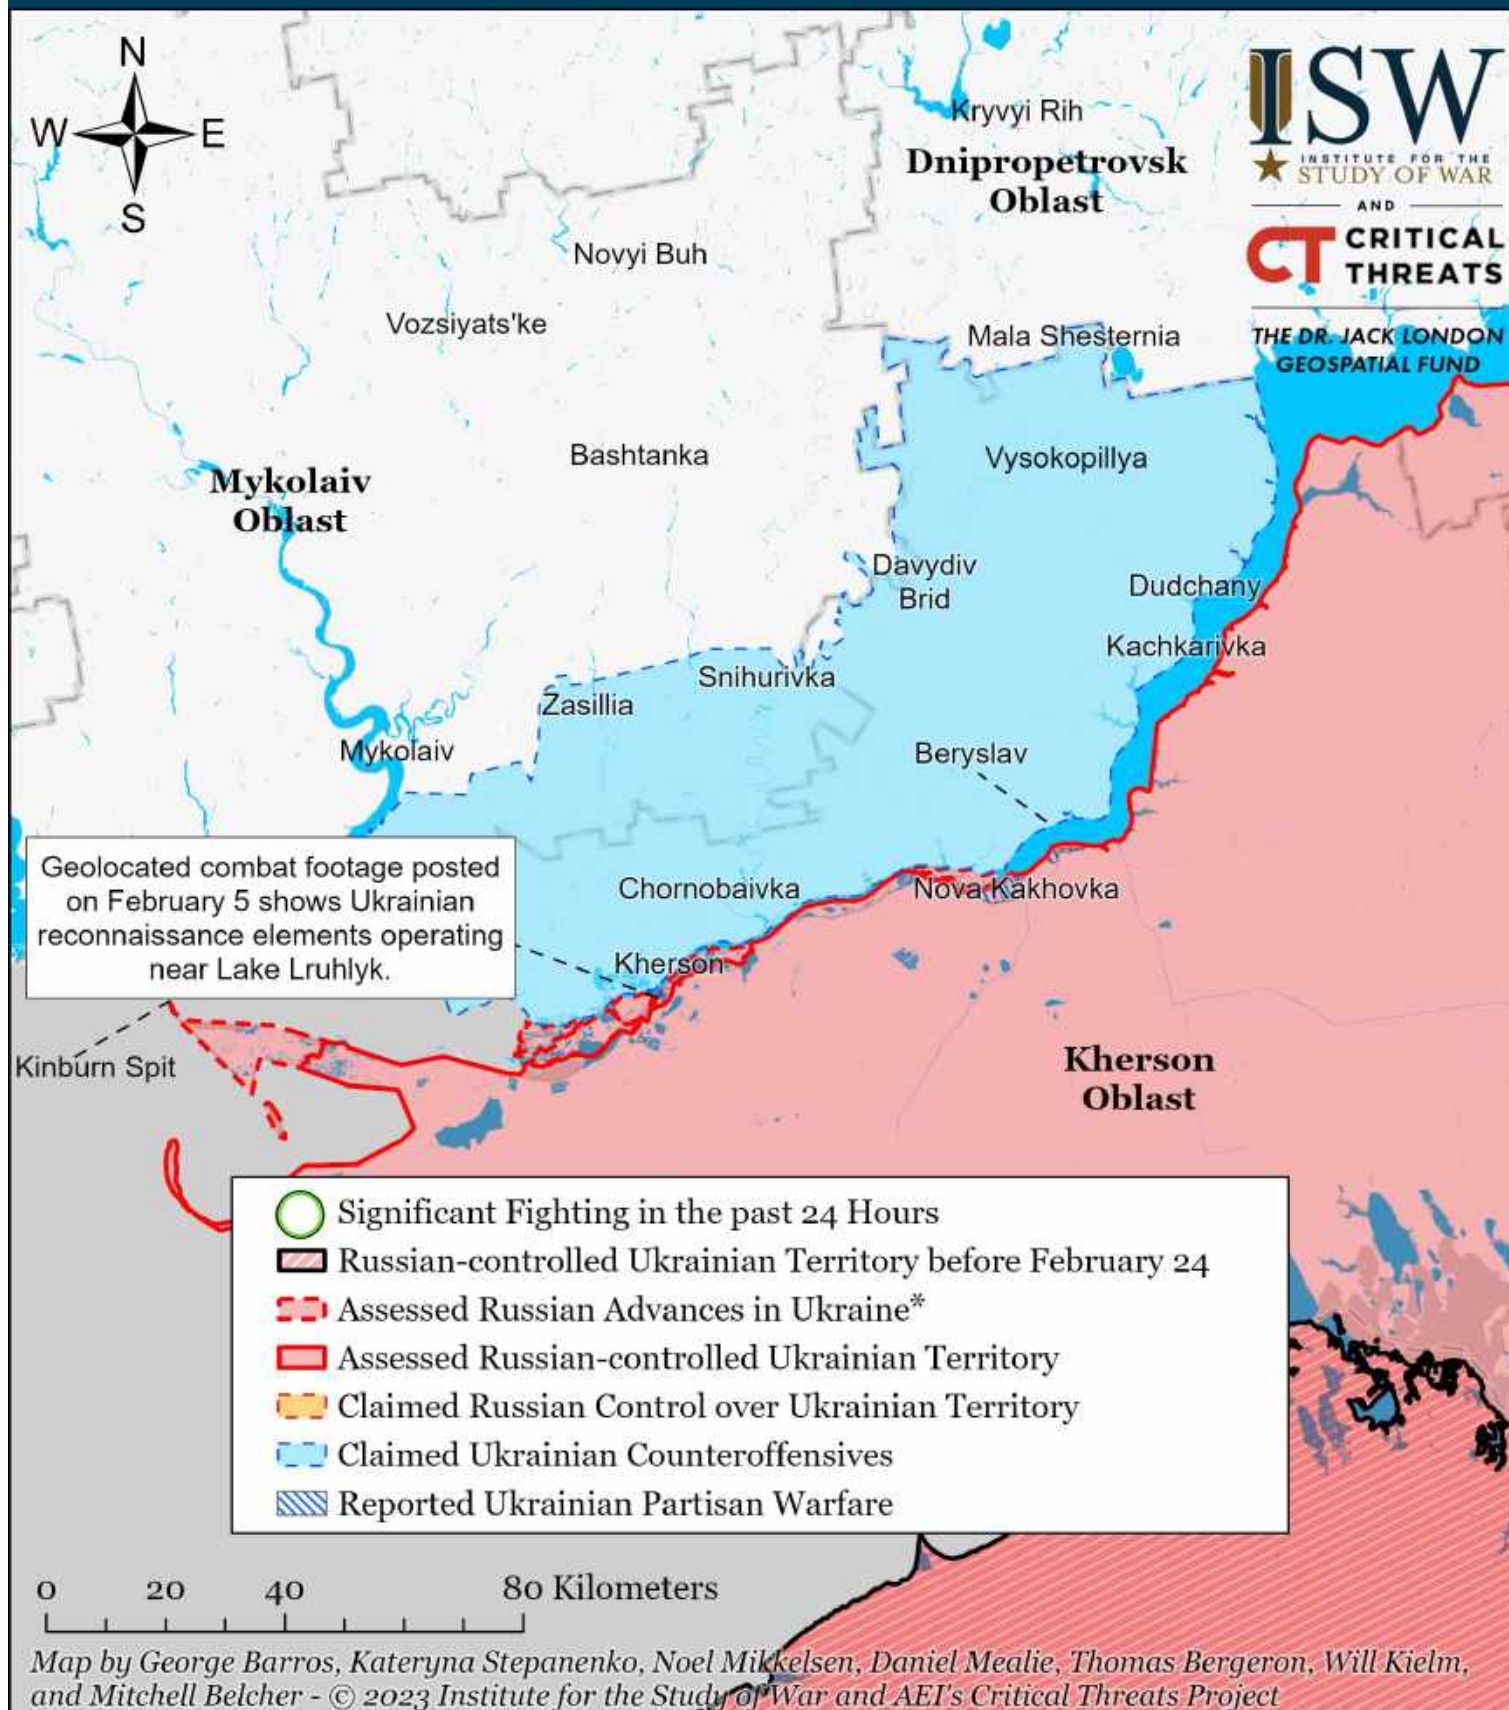 N
W E
S
Kryvyi Rih
Dnipropetrovsk
Oblast
ISW
INSTITUTE FOR THE
STUDY OF WAR
AND
CT CRITICAL
THREATS
THE DR. JACK LONDON
GEOSPATIAL FUND
Novyi Buh
Vozsiyats'ke
Mala Shesternia
Bashtanka
Vysokopillya
Mykolaiv
Oblast
Davydiv
Brid
Dudchany
Kachkarivka
Snihurivka
Zasillia
Mykolaiv
Beryslav
Geolocated combat footage posted
on February 5 shows Ukrainian
reconnaissance elements operating
near Lake Lruhlyk.
Chornobaivka
Nova Kakhovka
Kherson
Kinburn Spit
Kherson
Oblast
Significant Fighting in the past 24 Hours
Russian-controlled Ukrainian Territory before February 24
Assessed Russian Advances in Ukraine*
Assessed Russian-controlled Ukrainian Territory
Claimed Russian Control over Ukrainian Territory
Claimed Ukrainian Counteroffensives
Reported Ukrainian Partisan Warfare
0 20 40 80 Kilometers
Map by George Barros, Kateryna Stepanenko, Noel Mikkelsen, Daniel Mealie, Thomas Bergeron, Will Kielm,
and Mitchell Belcher - © 2023 Institute for the Study of War and AEI's Critical Threats Project